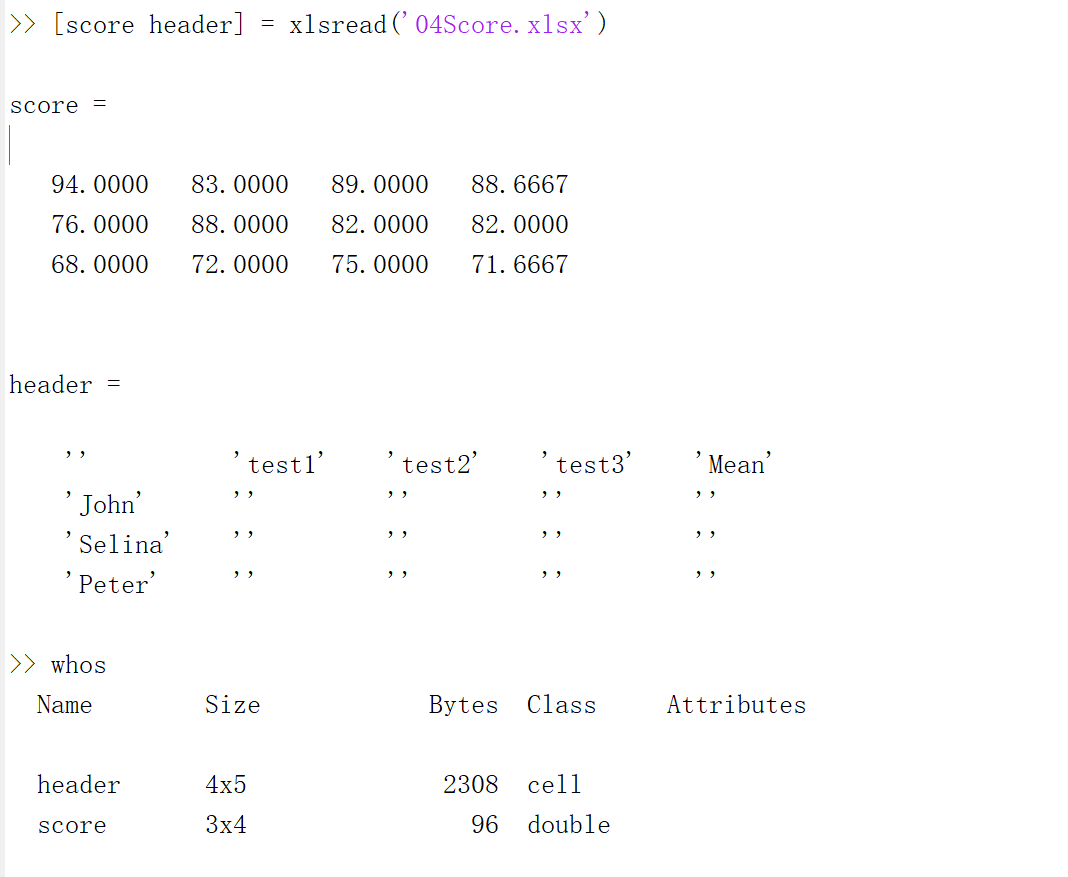 >> [score header] = xlsread('04Score.xlsx')
score =
94.0000 83.0000 89.0000 88.6667
76.0000 88.0000 82.0000 82.0000
68.0000 72.0000 75.0000 71.6667
header =
'' 'test1' 'test2' 'test3' 'Mean'
'John' '' '' '' ''
'Selina' '' '' '' ''
'Peter' '' '' '' ''
>> whos
Name Size Bytes Class Attributes
header 4x5 2308 cell
score 3x4 96 double